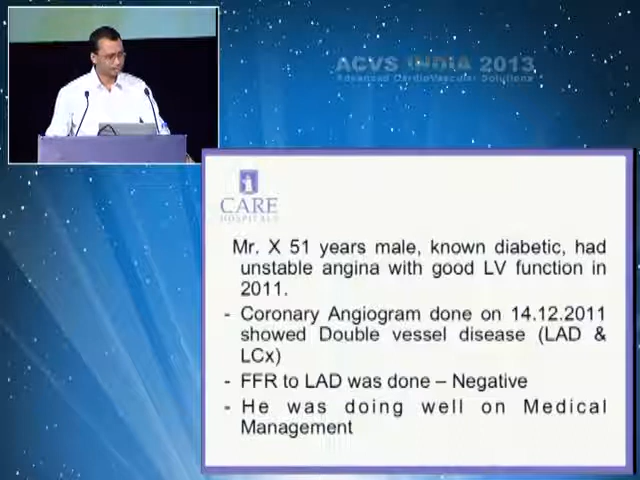 ACVS INDIA 2013
Advanced CardioVascular Solutions
CARE
HOSPITALS
Mr. X 51 years male, known diabetic, had
unstable angina with good LV function in
2011.
- Coronary Angiogram done on 14.12.2011
showed Double vessel disease (LAD &
LCx)
- FFR to LAD was done – Negative
- He was doing well on Medical
Management